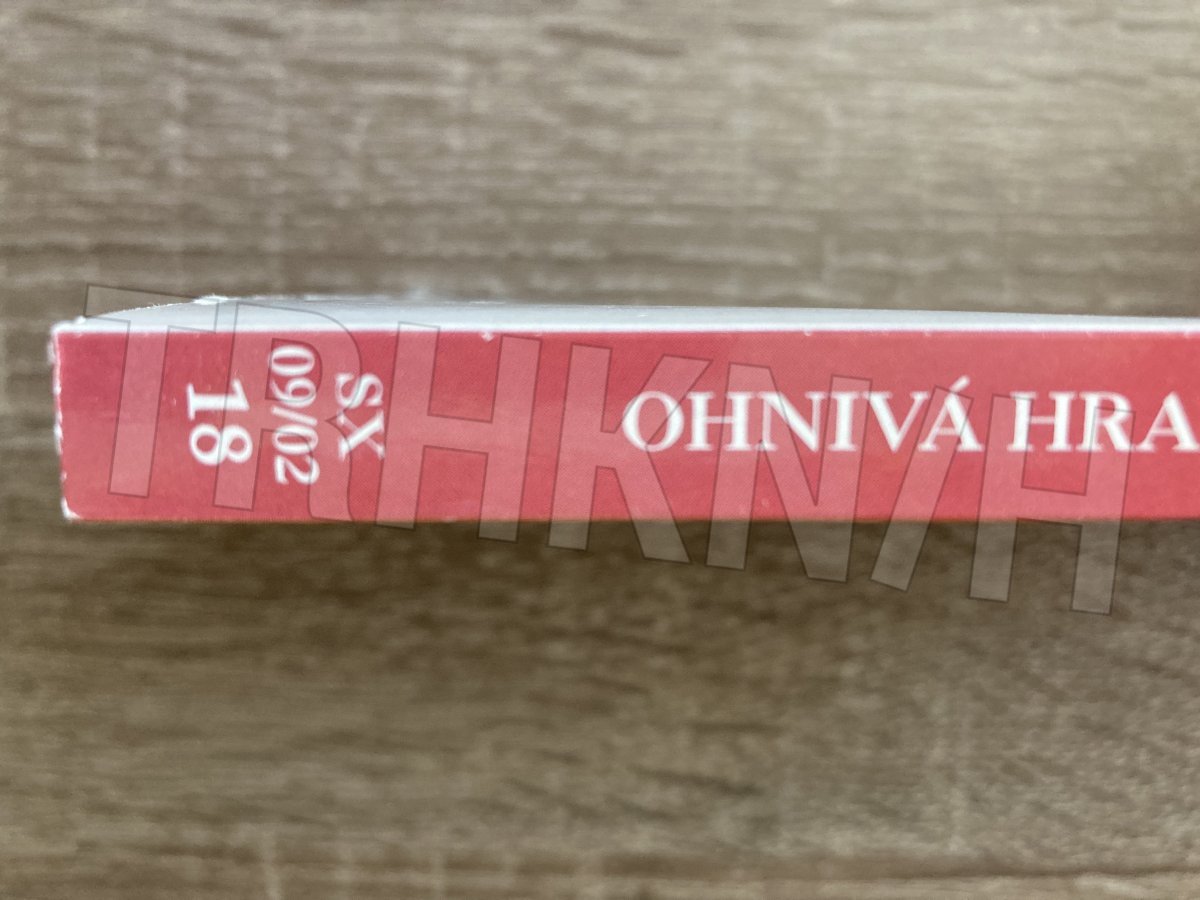 SX
09/02
18
OHNIVÁ HRA
TRHKNIH